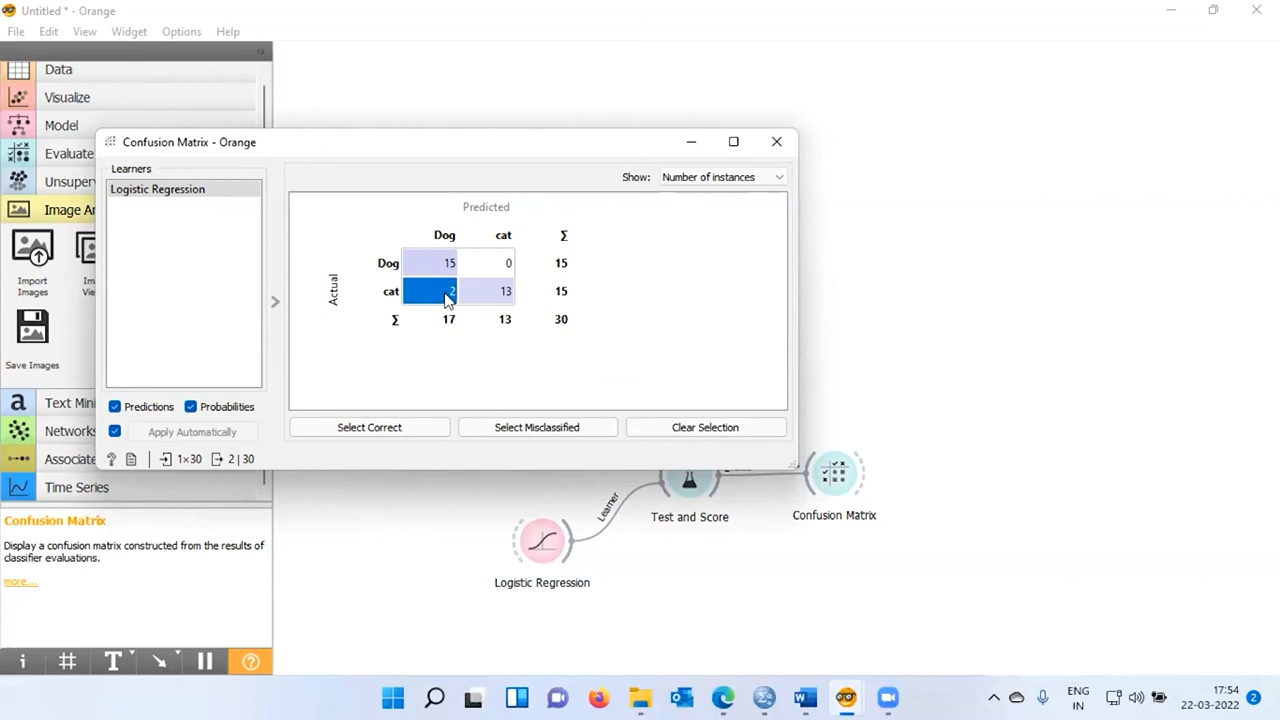 Untitled * - Orange
File Edit View Widget Options Help
Data
Visualize
Model
Evaluate
Unsuper
Image An
Import
Images
Save Images
Text Mini
Networks
Associate
Time Series
Confusion Matrix
Display a confusion matrix constructed from the results of
classifier evaluations.
more...
Confusion Matrix - Orange
Learners
Logistic Regression
Predictions Probabilities
Apply Automatically
1×30 2 | 30
Show: Number of instances
Predicted
Dog cat Σ
Actual
Dog 15 0 15
cat 2 13 15
Σ 17 13 30
Select Correct Select Misclassified Clear Selection
Learner
Test and Score
Confusion Matrix
Logistic Regression
ENG
IN
17:54
22-03-2022
2